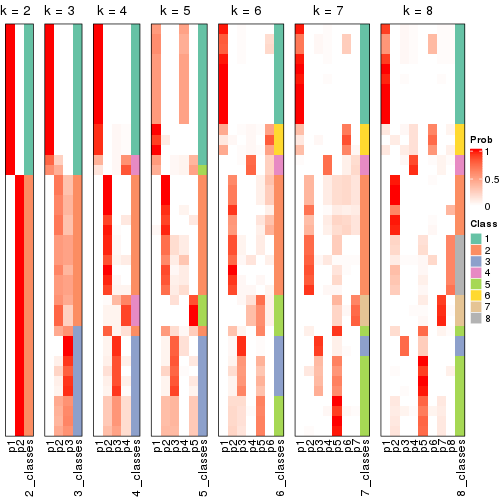 k = 2 k = 3 k = 4 k = 5 k = 6 k = 7 k = 8
Prob
1
0.5
0
Class
1
2
3
4
5
6
7
8
p1 p2 2_classes
p1 p2 p3 3_classes
p1 p2 p3 p4 4_classes
p1 p2 p3 p4 p5 5_classes
p1 p2 p3 p4 p5 p6 6_classes
p1 p2 p3 p4 p5 p6 p7 7_classes
p1 p2 p3 p4 p5 p6 p7 p8 8_classes